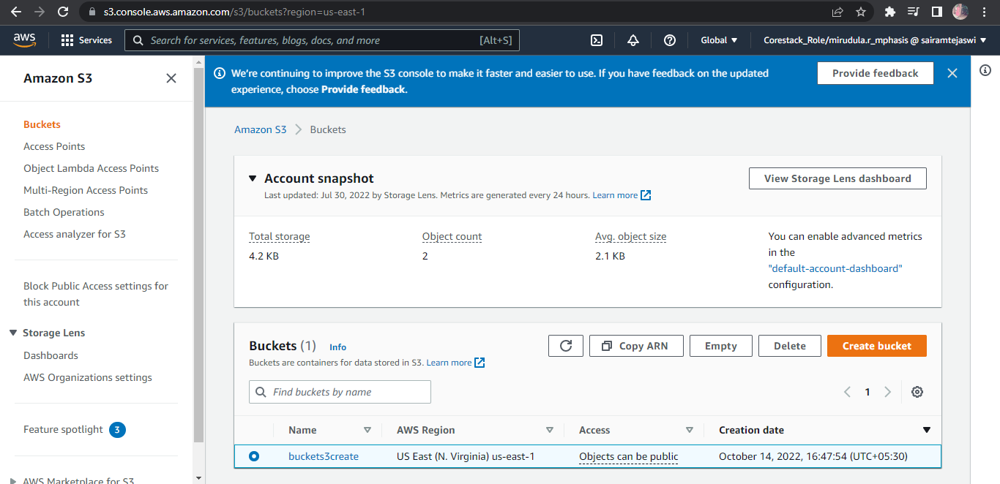 s3.console.aws.amazon.com/s3/buckets?region=us-east-1
aws
Services
Search for services, features, blogs, docs, and more
[Alt+S]
Global
Corestack_Role/mirudula.r_mphasis @ sairamtejaswi
Amazon S3
Buckets
Access Points
Object Lambda Access Points
Multi-Region Access Points
Batch Operations
Access analyzer for S3
Block Public Access settings for
this account
Storage Lens
Dashboards
AWS Organizations settings
Feature spotlight 3
AWS Marketplace for S3
We're continuing to improve the S3 console to make it faster and easier to use. If you have feedback on the updated
experience, choose Provide feedback.
Provide feedback
Amazon S3 Buckets
Account snapshot
Last updated: Jul 30, 2022 by Storage Lens. Metrics are generated every 24 hours. Learn more
View Storage Lens dashboard
Total storage
4.2 KB
Object count
2
Avg. object size
2.1 KB
You can enable advanced metrics
in the
"default-account-dashboard"
configuration.
Buckets (1) Info
Buckets are containers for data stored in S3. Learn more
Copy ARN
Empty
Delete
Create bucket
Find buckets by name
1
Name AWS Region Access Creation date
buckets3create US East (N. Virginia) us-east-1 Objects can be public October 14, 2022, 16:47:54 (UTC+05:30)